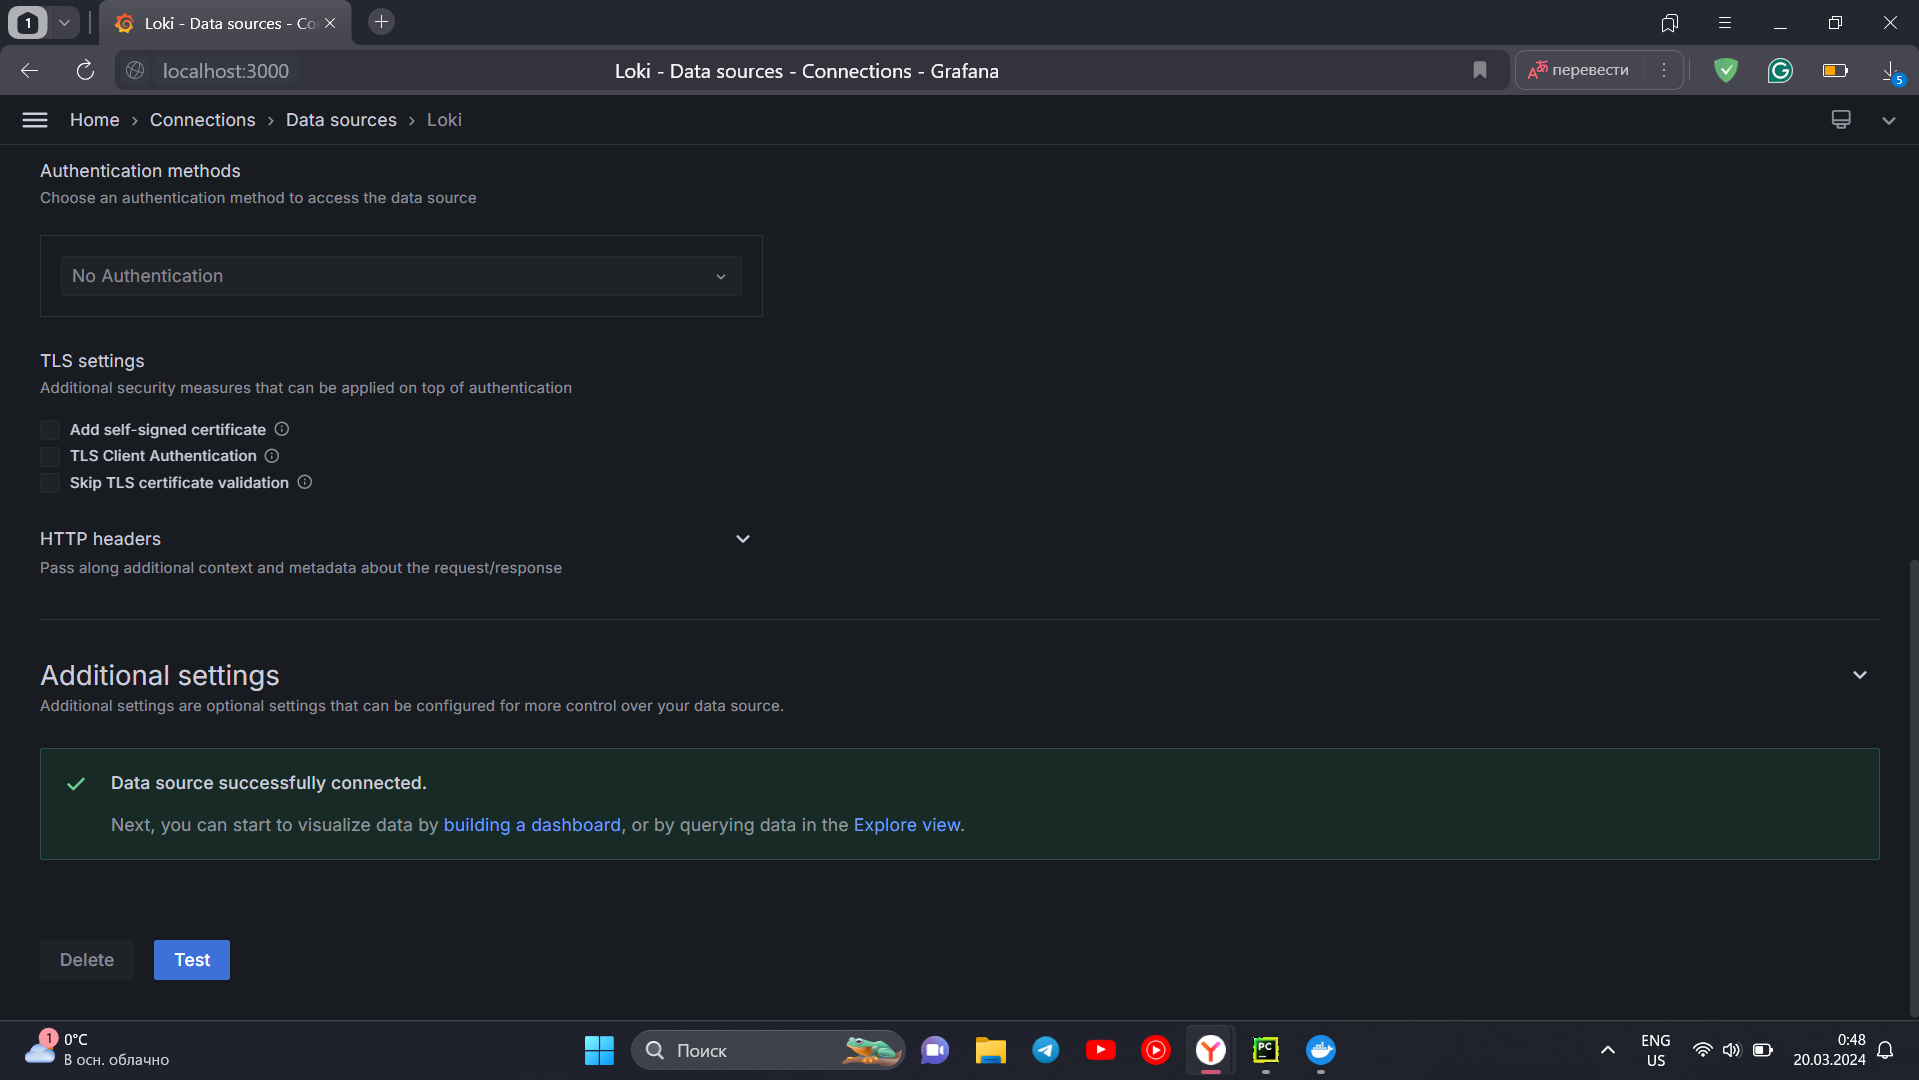 1
Loki - Data sources - Co
localhost:3000
Loki - Data sources - Connections - Grafana
перевести
5
Home › Connections › Data sources › Loki
Authentication methods
Choose an authentication method to access the data source
No Authentication
TLS settings
Additional security measures that can be applied on top of authentication
Add self-signed certificate
TLS Client Authentication
Skip TLS certificate validation
HTTP headers
Pass along additional context and metadata about the request/response
Additional settings
Additional settings are optional settings that can be configured for more control over your data source.
Data source successfully connected.
Next, you can start to visualize data by building a dashboard, or by querying data in the Explore view.
Delete
Test
1
0°C
В осн. облачно
Поиск
PC
ENG
US
0:48
20.03.2024